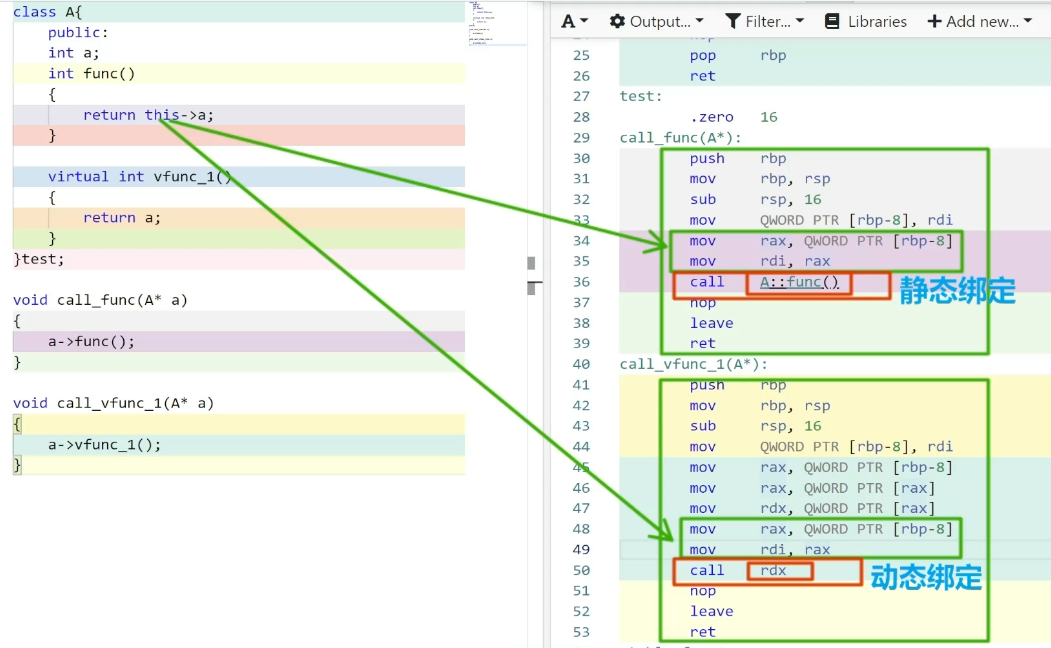 class A{
public:
int a;
int func()
{
return this->a;
}
virtual int vfunc_1()
{
return a;
}
}test;
void call_func(A* a)
{
a->func();
}
void call_vfunc_1(A* a)
{
a->vfunc_1();
}
A Output... Filter... Libraries + Add new...
25 pop rbp
26 ret
27 test:
28 .zero 16
29 call_func(A*):
30 push rbp
31 mov rbp, rsp
32 sub rsp, 16
33 mov QWORD PTR [rbp-8], rdi
34 mov rax, QWORD PTR [rbp-8]
35 mov rdi, rax
36 call A::func() 静态绑定
37 nop
38 leave
39 ret
40 call_vfunc_1(A*):
41 push rbp
42 mov rbp, rsp
43 sub rsp, 16
44 mov QWORD PTR [rbp-8], rdi
45 mov rax, QWORD PTR [rbp-8]
46 mov rax, QWORD PTR [rax]
47 mov rdx, QWORD PTR [rax]
48 mov rax, QWORD PTR [rbp-8]
49 mov rdi, rax
50 call rdx 动态绑定
51 nop
52 leave
53 ret